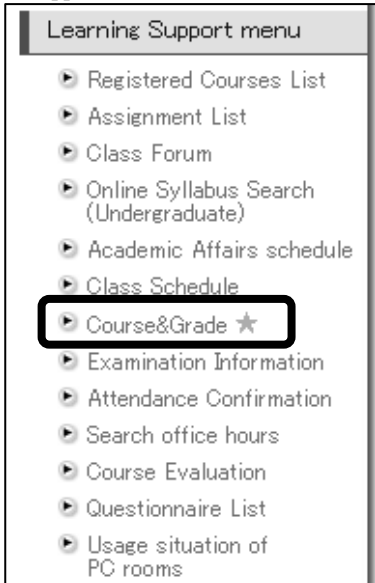 Learning Support menu
Registered Courses List
Assignment List
Class Forum
Online Syllabus Search
(Undergraduate)
Academic Affairs schedule
Class Schedule
Course&Grade ★
Examination Information
Attendance Confirmation
Search office hours
Course Evaluation
Questionnaire List
Usage situation of
PC rooms